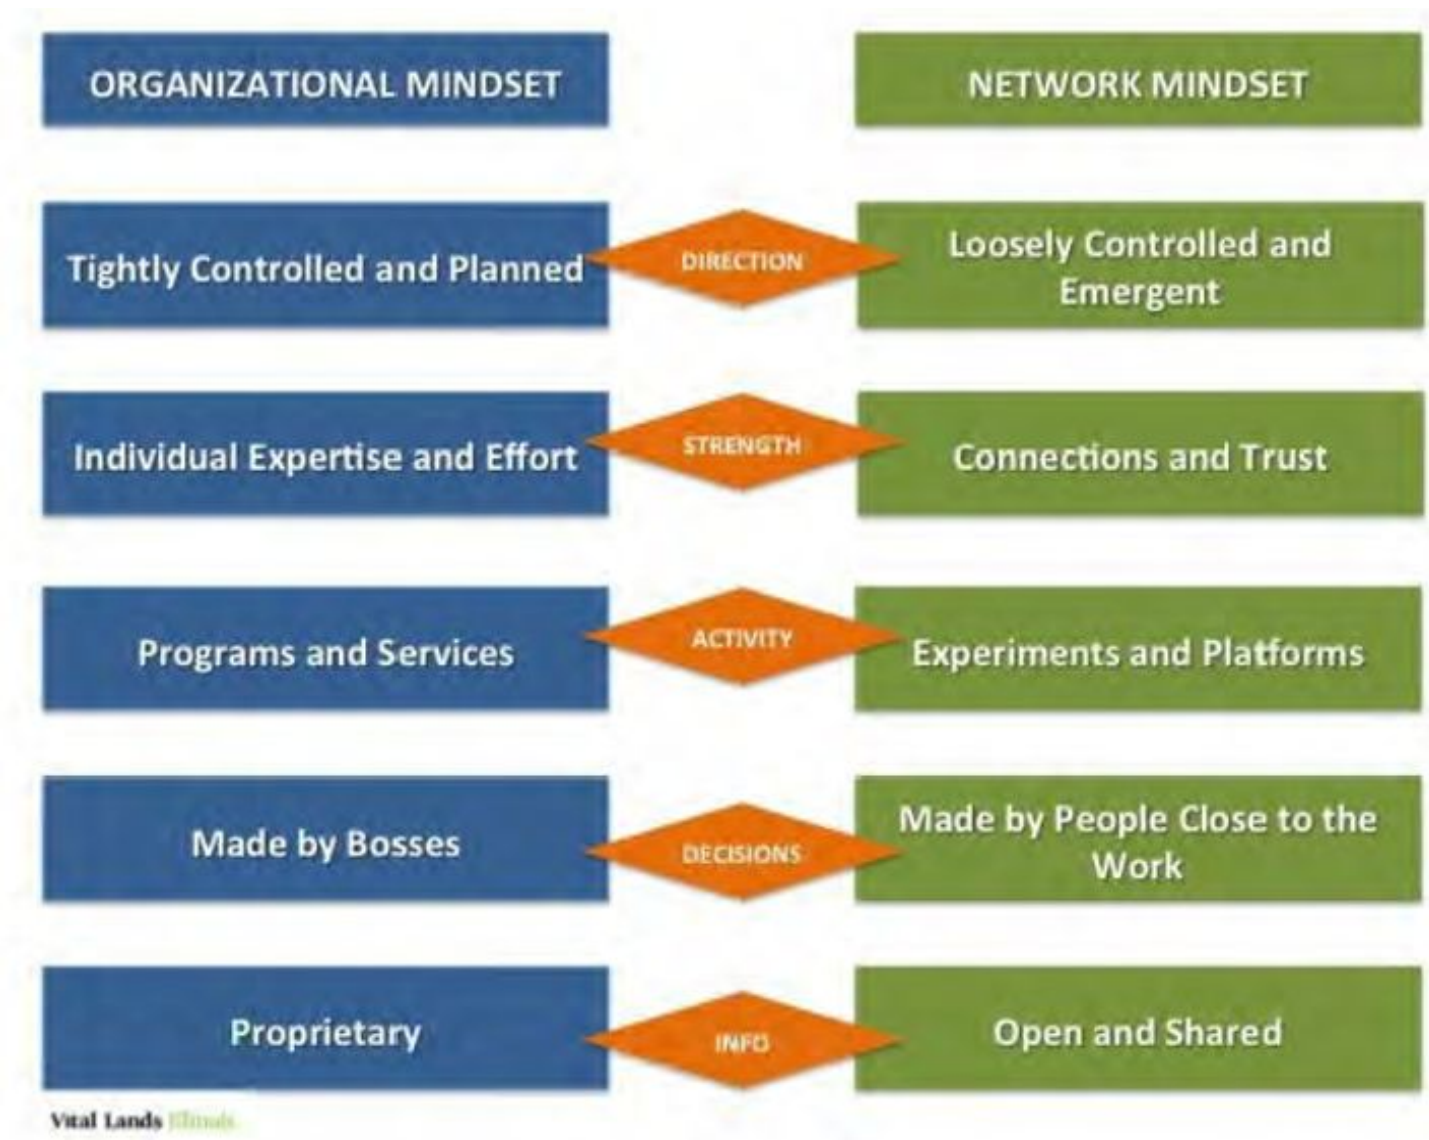 ORGANIZATIONAL MINDSET
NETWORK MINDSET
Tightly Controlled and Planned
DIRECTION
Loosely Controlled and
Emergent
Individual Expertise and Effort
STRENGTH
Connections and Trust
Programs and Services
ACTIVITY
Experiments and Platforms
Made by Bosses
DECISIONS
Made by People Close to the
Work
Proprietary
INFO
Open and Shared
Vital Lands Illinois